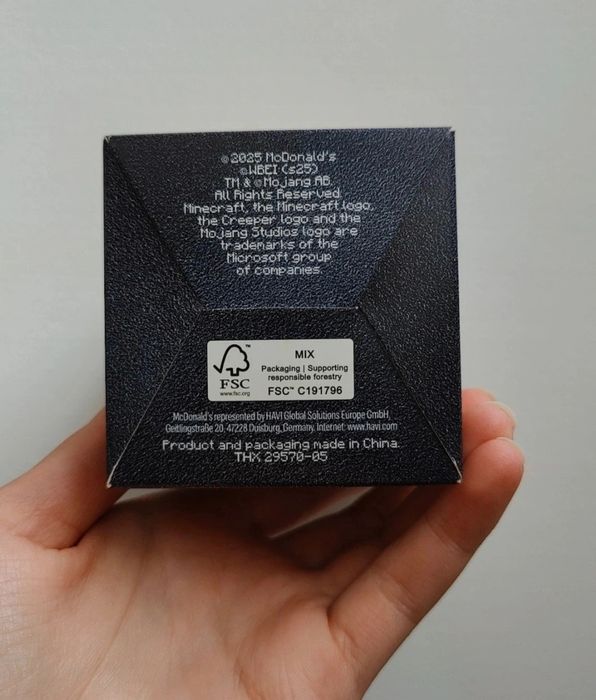 ©2025 McDonald's
©WBEI (s25)
TM & ©Mojang AB.
All Rights Reserved.
Minecraft, the Minecraft logo,
the Creeper logo and the
Mojang Studios logo are
trademarks of the
Microsoft group
of companies.
FSC
www.fsc.org
MIX
Packaging | Supporting
responsible forestry
FSC™ C191796
McDonald's represented by HAVI Global Solutions Europe GmbH,
Geitlingstraße 20, 47228 Duisburg, Germany, Internet: www.havi.com
Product and packaging made in China.
THX 29570-05